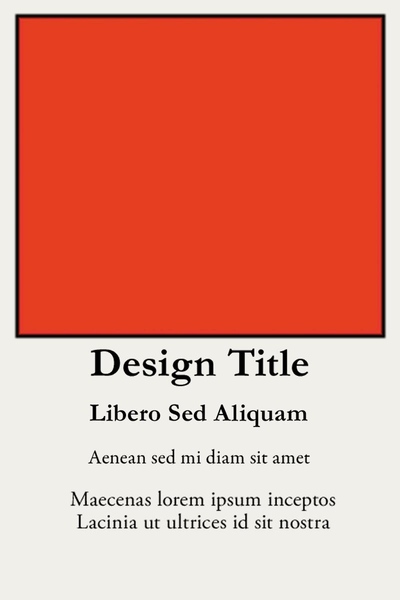 Design Title
Libero Sed Aliquam
Aenean sed mi diam sit amet
Maecenas lorem ipsum inceptos
Lacinia ut ultrices id sit nostra